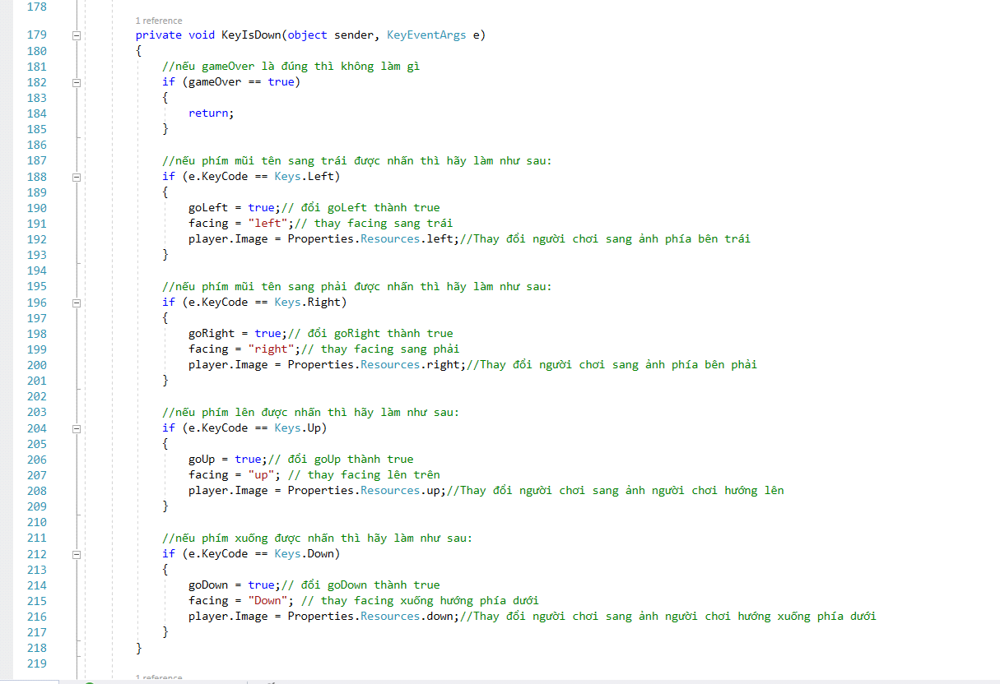 178
1 reference
179 private void KeyIsDown(object sender, KeyEventArgs e)
180 {
181 //nếu gameOver là đúng thì không làm gì
182 if (gameOver == true)
183 {
184 return;
185 }
186
187 //nếu phím mũi tên sang trái được nhấn thì hãy làm như sau:
188 if (e.KeyCode == Keys.Left)
189 {
190 goLeft = true;// đổi goLeft thành true
191 facing = "left";// thay facing sang trái
192 player.Image = Properties.Resources.left;//Thay đổi người chơi sang ảnh phía bên trái
193 }
194
195 //nếu phím mũi tên sang phải được nhấn thì hãy làm như sau:
196 if (e.KeyCode == Keys.Right)
197 {
198 goRight = true;// đổi goRight thành true
199 facing = "right";// thay facing sang phải
200 player.Image = Properties.Resources.right;//Thay đổi người chơi sang ảnh phía bên phải
201 }
202
203 //nếu phím lên được nhấn thì hãy làm như sau:
204 if (e.KeyCode == Keys.Up)
205 {
206 goUp = true;// đổi goUp thành true
207 facing = "up"; // thay facing lên trên
208 player.Image = Properties.Resources.up;//Thay đổi người chơi sang ảnh người chơi hướng lên
209 }
210
211 //nếu phím xuống được nhấn thì hãy làm như sau:
212 if (e.KeyCode == Keys.Down)
213 {
214 goDown = true;// đổi goDown thành true
215 facing = "Down"; // thay facing xuống hướng phía dưới
216 player.Image = Properties.Resources.down;//Thay đổi người chơi sang ảnh người chơi hướng xuống phía dưới
217 }
218 }
219
1 reference